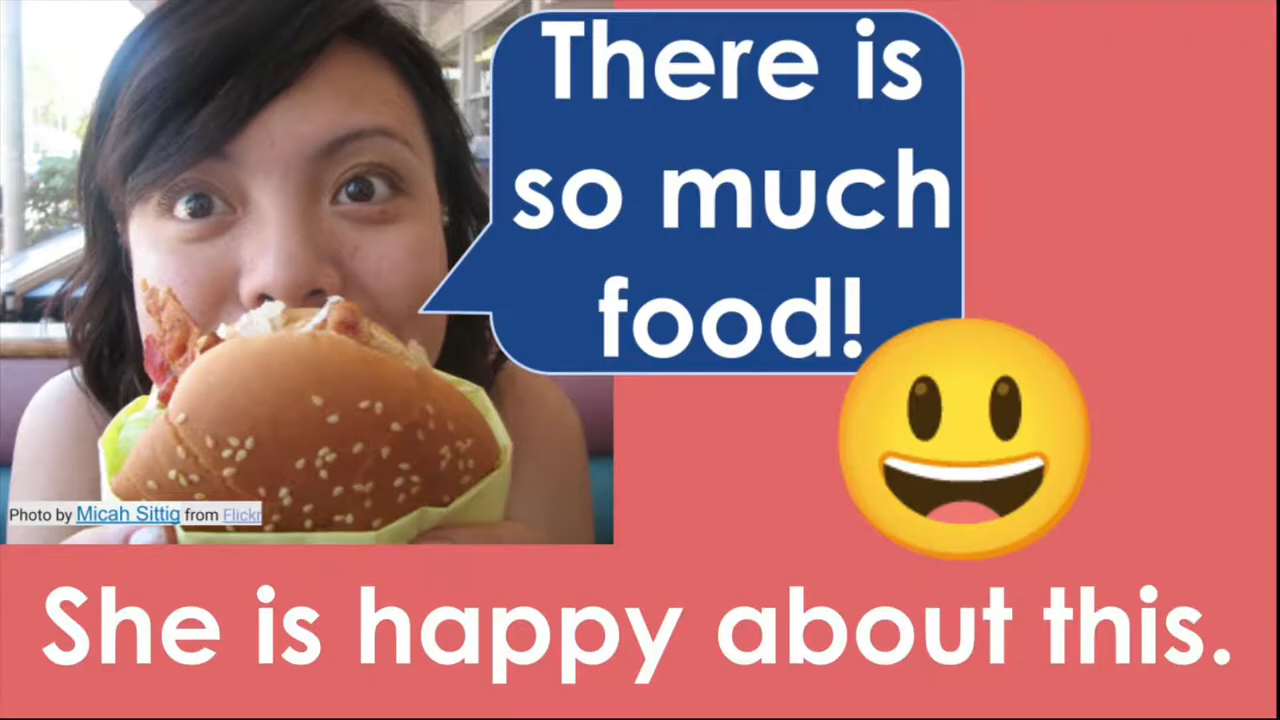 There is
so much
food!
Photo by Micah Sittig from Flickr
She is happy about this.